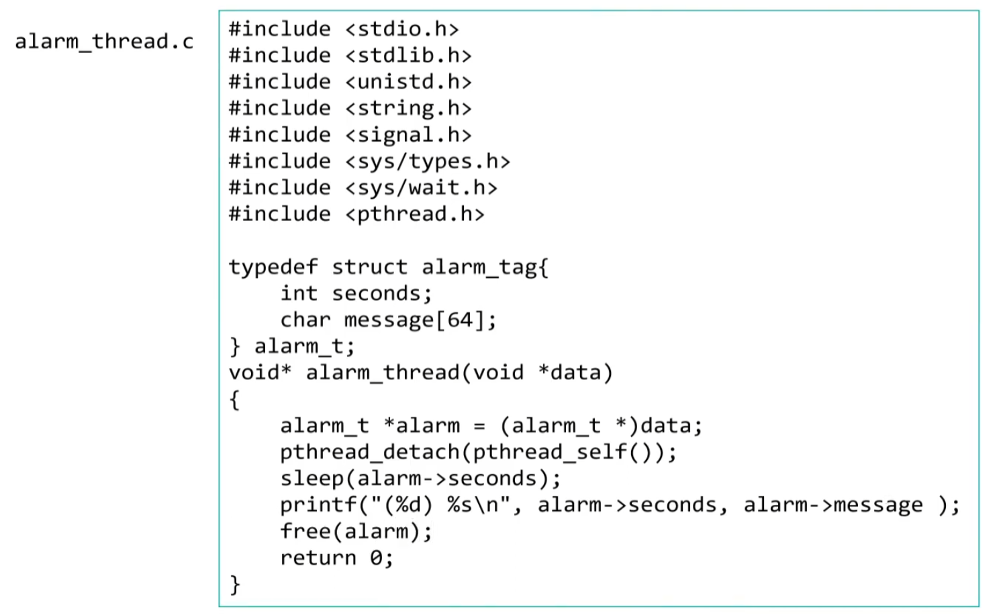 alarm_thread.c
#include <stdio.h>
#include <stdlib.h>
#include <unistd.h>
#include <string.h>
#include <signal.h>
#include <sys/types.h>
#include <sys/wait.h>
#include <pthread.h>

typedef struct alarm_tag{
    int seconds;
    char message[64];
} alarm_t;
void* alarm_thread(void *data)
{
    alarm_t *alarm = (alarm_t *)data;
    pthread_detach(pthread_self());
    sleep(alarm->seconds);
    printf("(%d) %s\n", alarm->seconds, alarm->message );
    free(alarm);
    return 0;
}